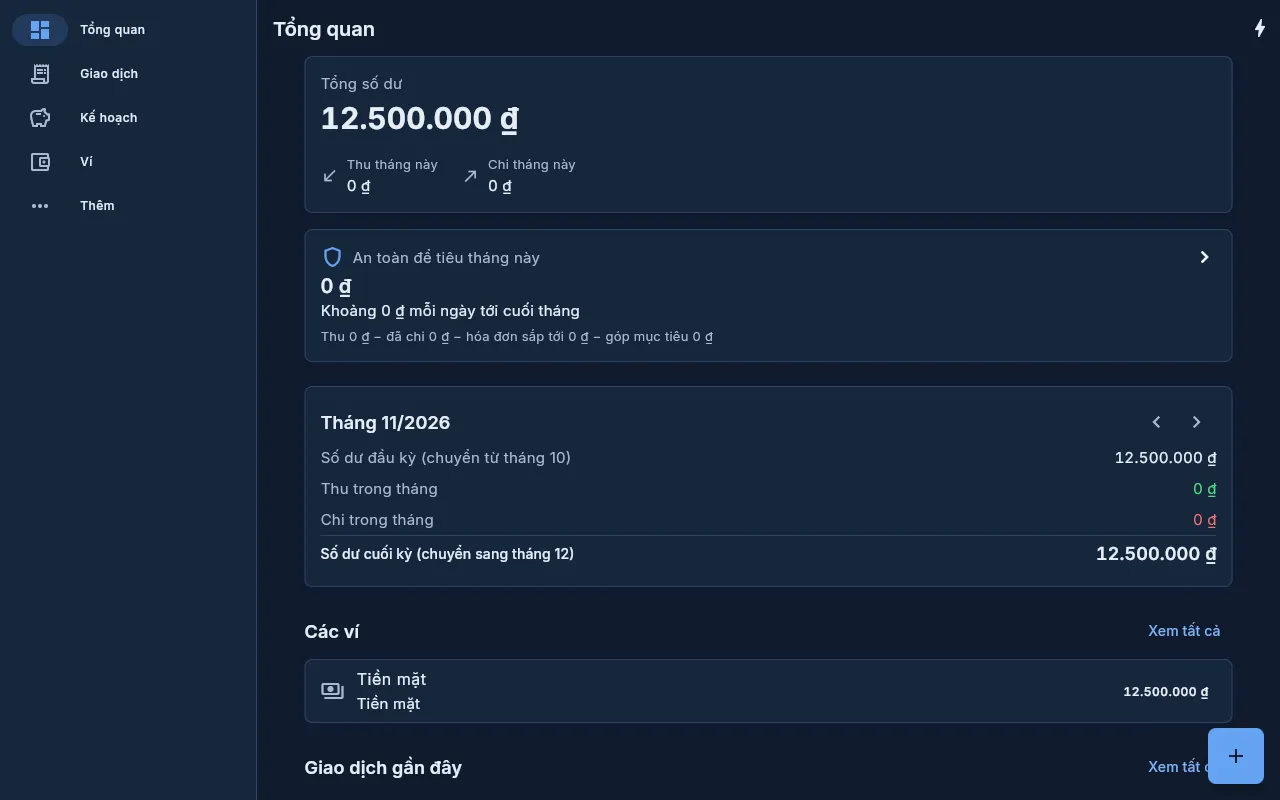 Tổng quan
Giao dịch
Kế hoạch
Ví
Thêm
Tổng quan
Tổng số dư
12.500.000 ₫
Thu tháng này
0 ₫
Chi tháng này
0 ₫
An toàn để tiêu tháng này
0 ₫
Khoảng 0 ₫ mỗi ngày tới cuối tháng
Thu 0 ₫ − đã chi 0 ₫ − hóa đơn sắp tới 0 ₫ − góp mục tiêu 0 ₫
Tháng 11/2026
Số dư đầu kỳ (chuyển từ tháng 10)
12.500.000 ₫
Thu trong tháng
0 ₫
Chi trong tháng
0 ₫
Số dư cuối kỳ (chuyển sang tháng 12)
12.500.000 ₫
Các ví
Xem tất cả
Tiền mặt
Tiền mặt
12.500.000 ₫
Giao dịch gần đây
Xem tất